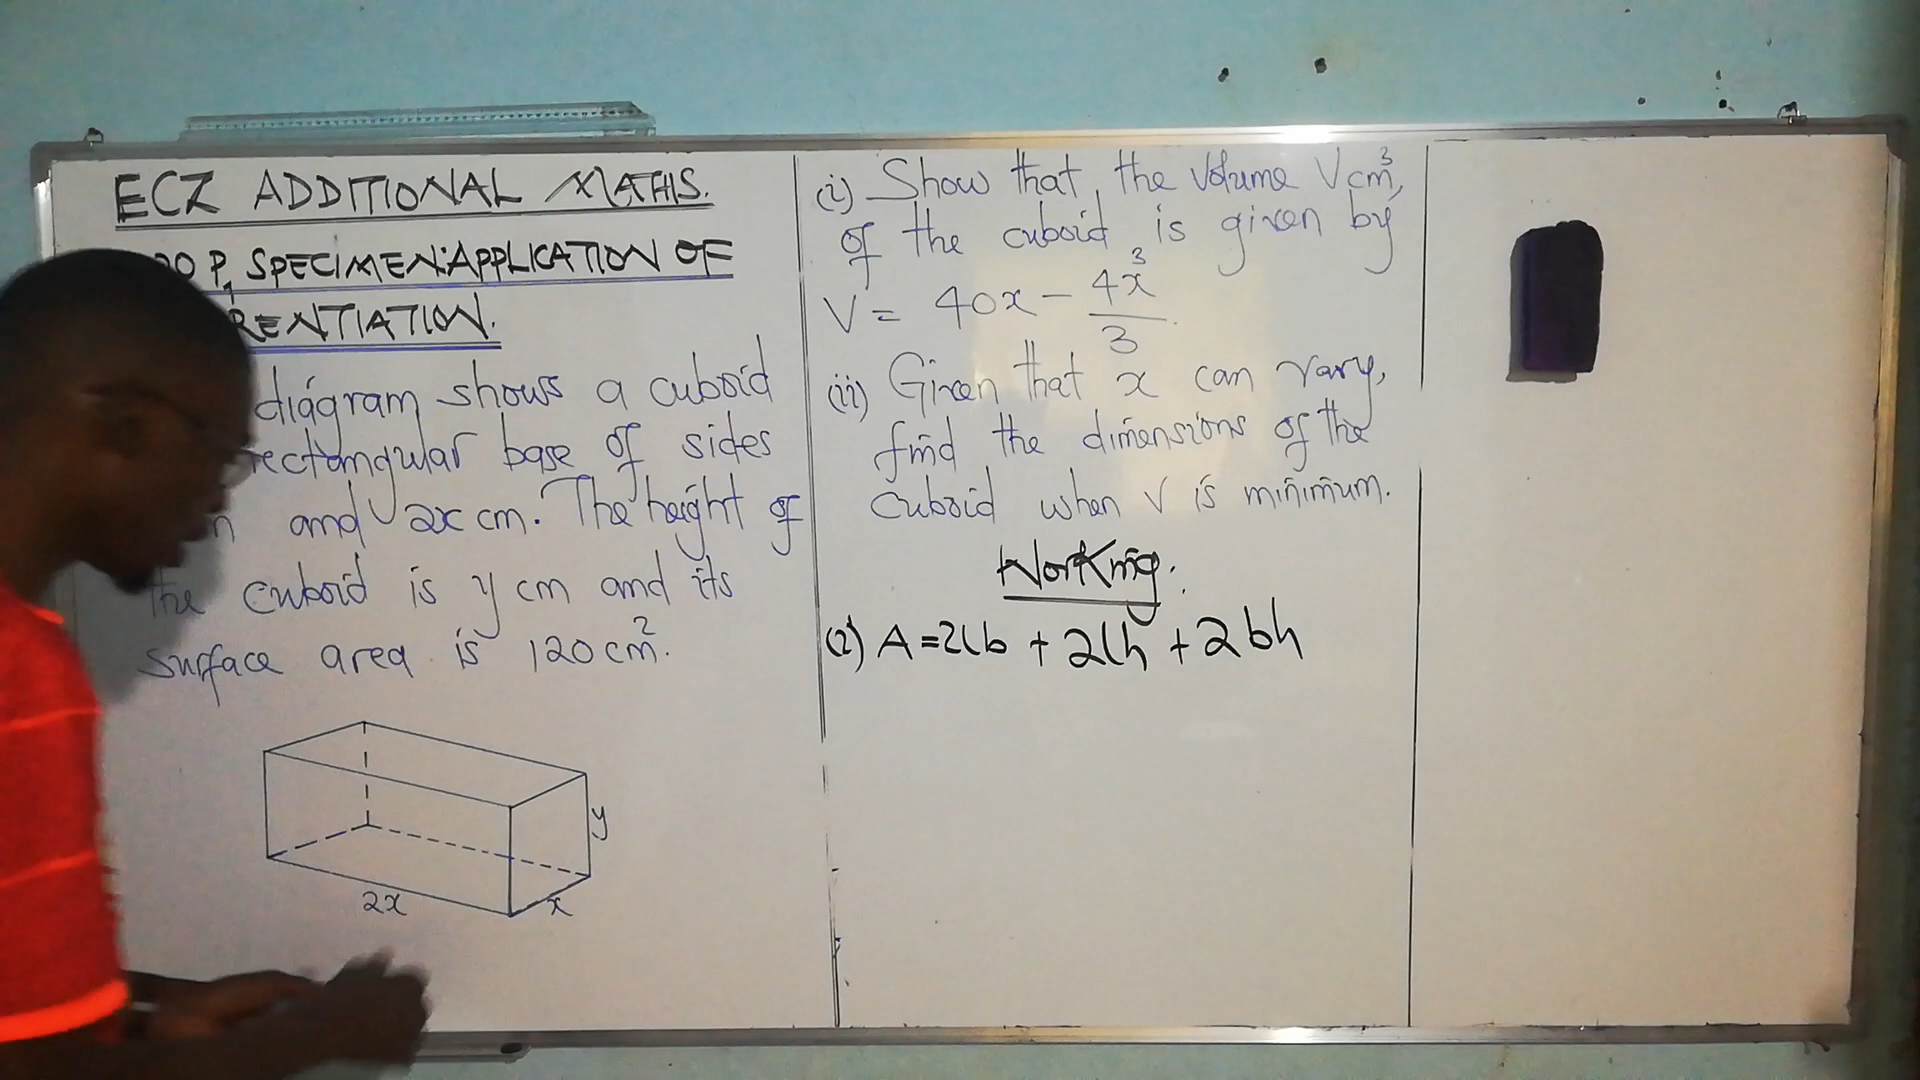 ECZ ADDITIONAL MATHS.
P1 SPECIMEN: APPLICATION OF
RENTIATION.
diagram shows a cuboid
rectangular base of sides
and 2x cm. The height of
the cuboid is y cm and its
surface area is 120cm².
y
2x
x
(i) Show that, the volume Vcm³,
of the cuboid is given by
V = 40x - 4x³/3.
(ii) Given that x can vary,
find the dimensions of the
cuboid when V is minimum.
Working.
(i) A = 2lb + 2lh + 2bh